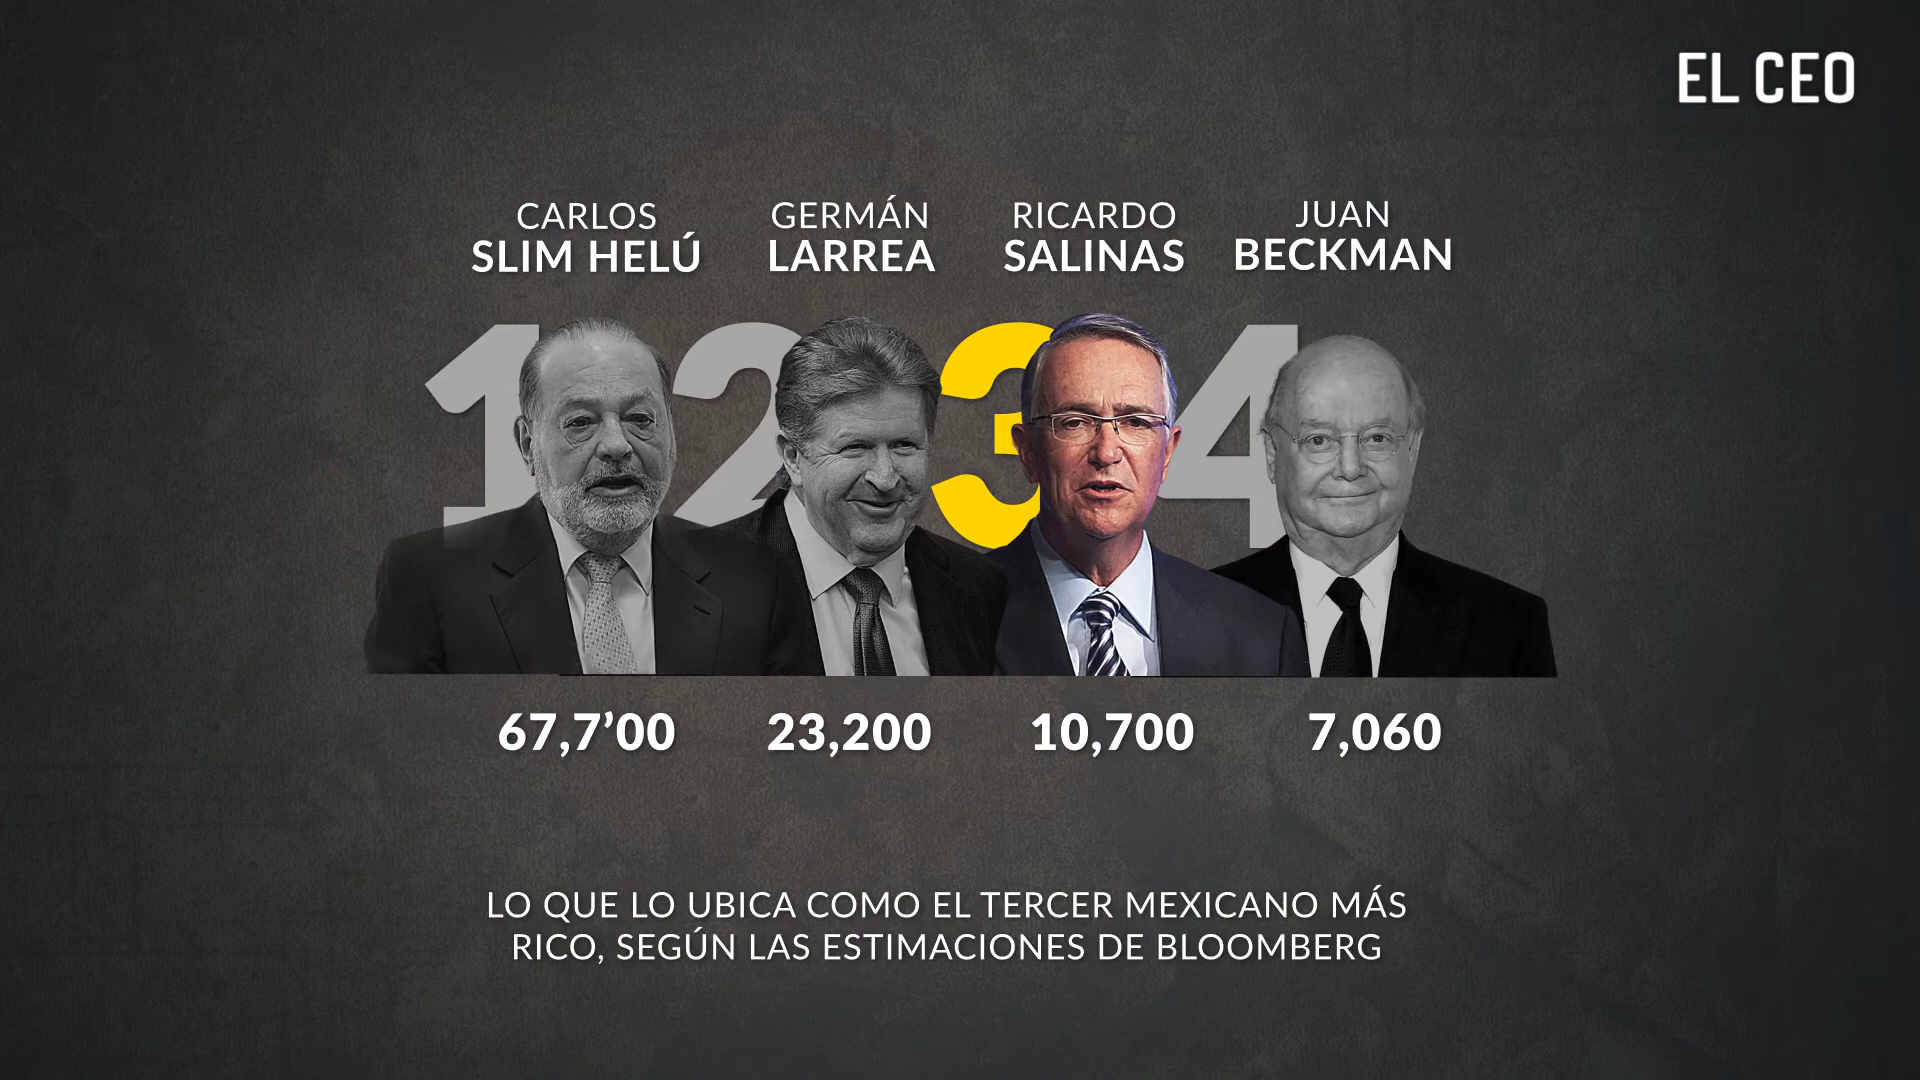 EL CEO
CARLOS
SLIM HELÚ
GERMÁN
LARREA
RICARDO
SALINAS
JUAN
BECKMAN
1
2
3
4
67,7’00
23,200
10,700
7,060
LO QUE LO UBICA COMO EL TERCER MEXICANO MÁS
RICO, SEGÚN LAS ESTIMACIONES DE BLOOMBERG